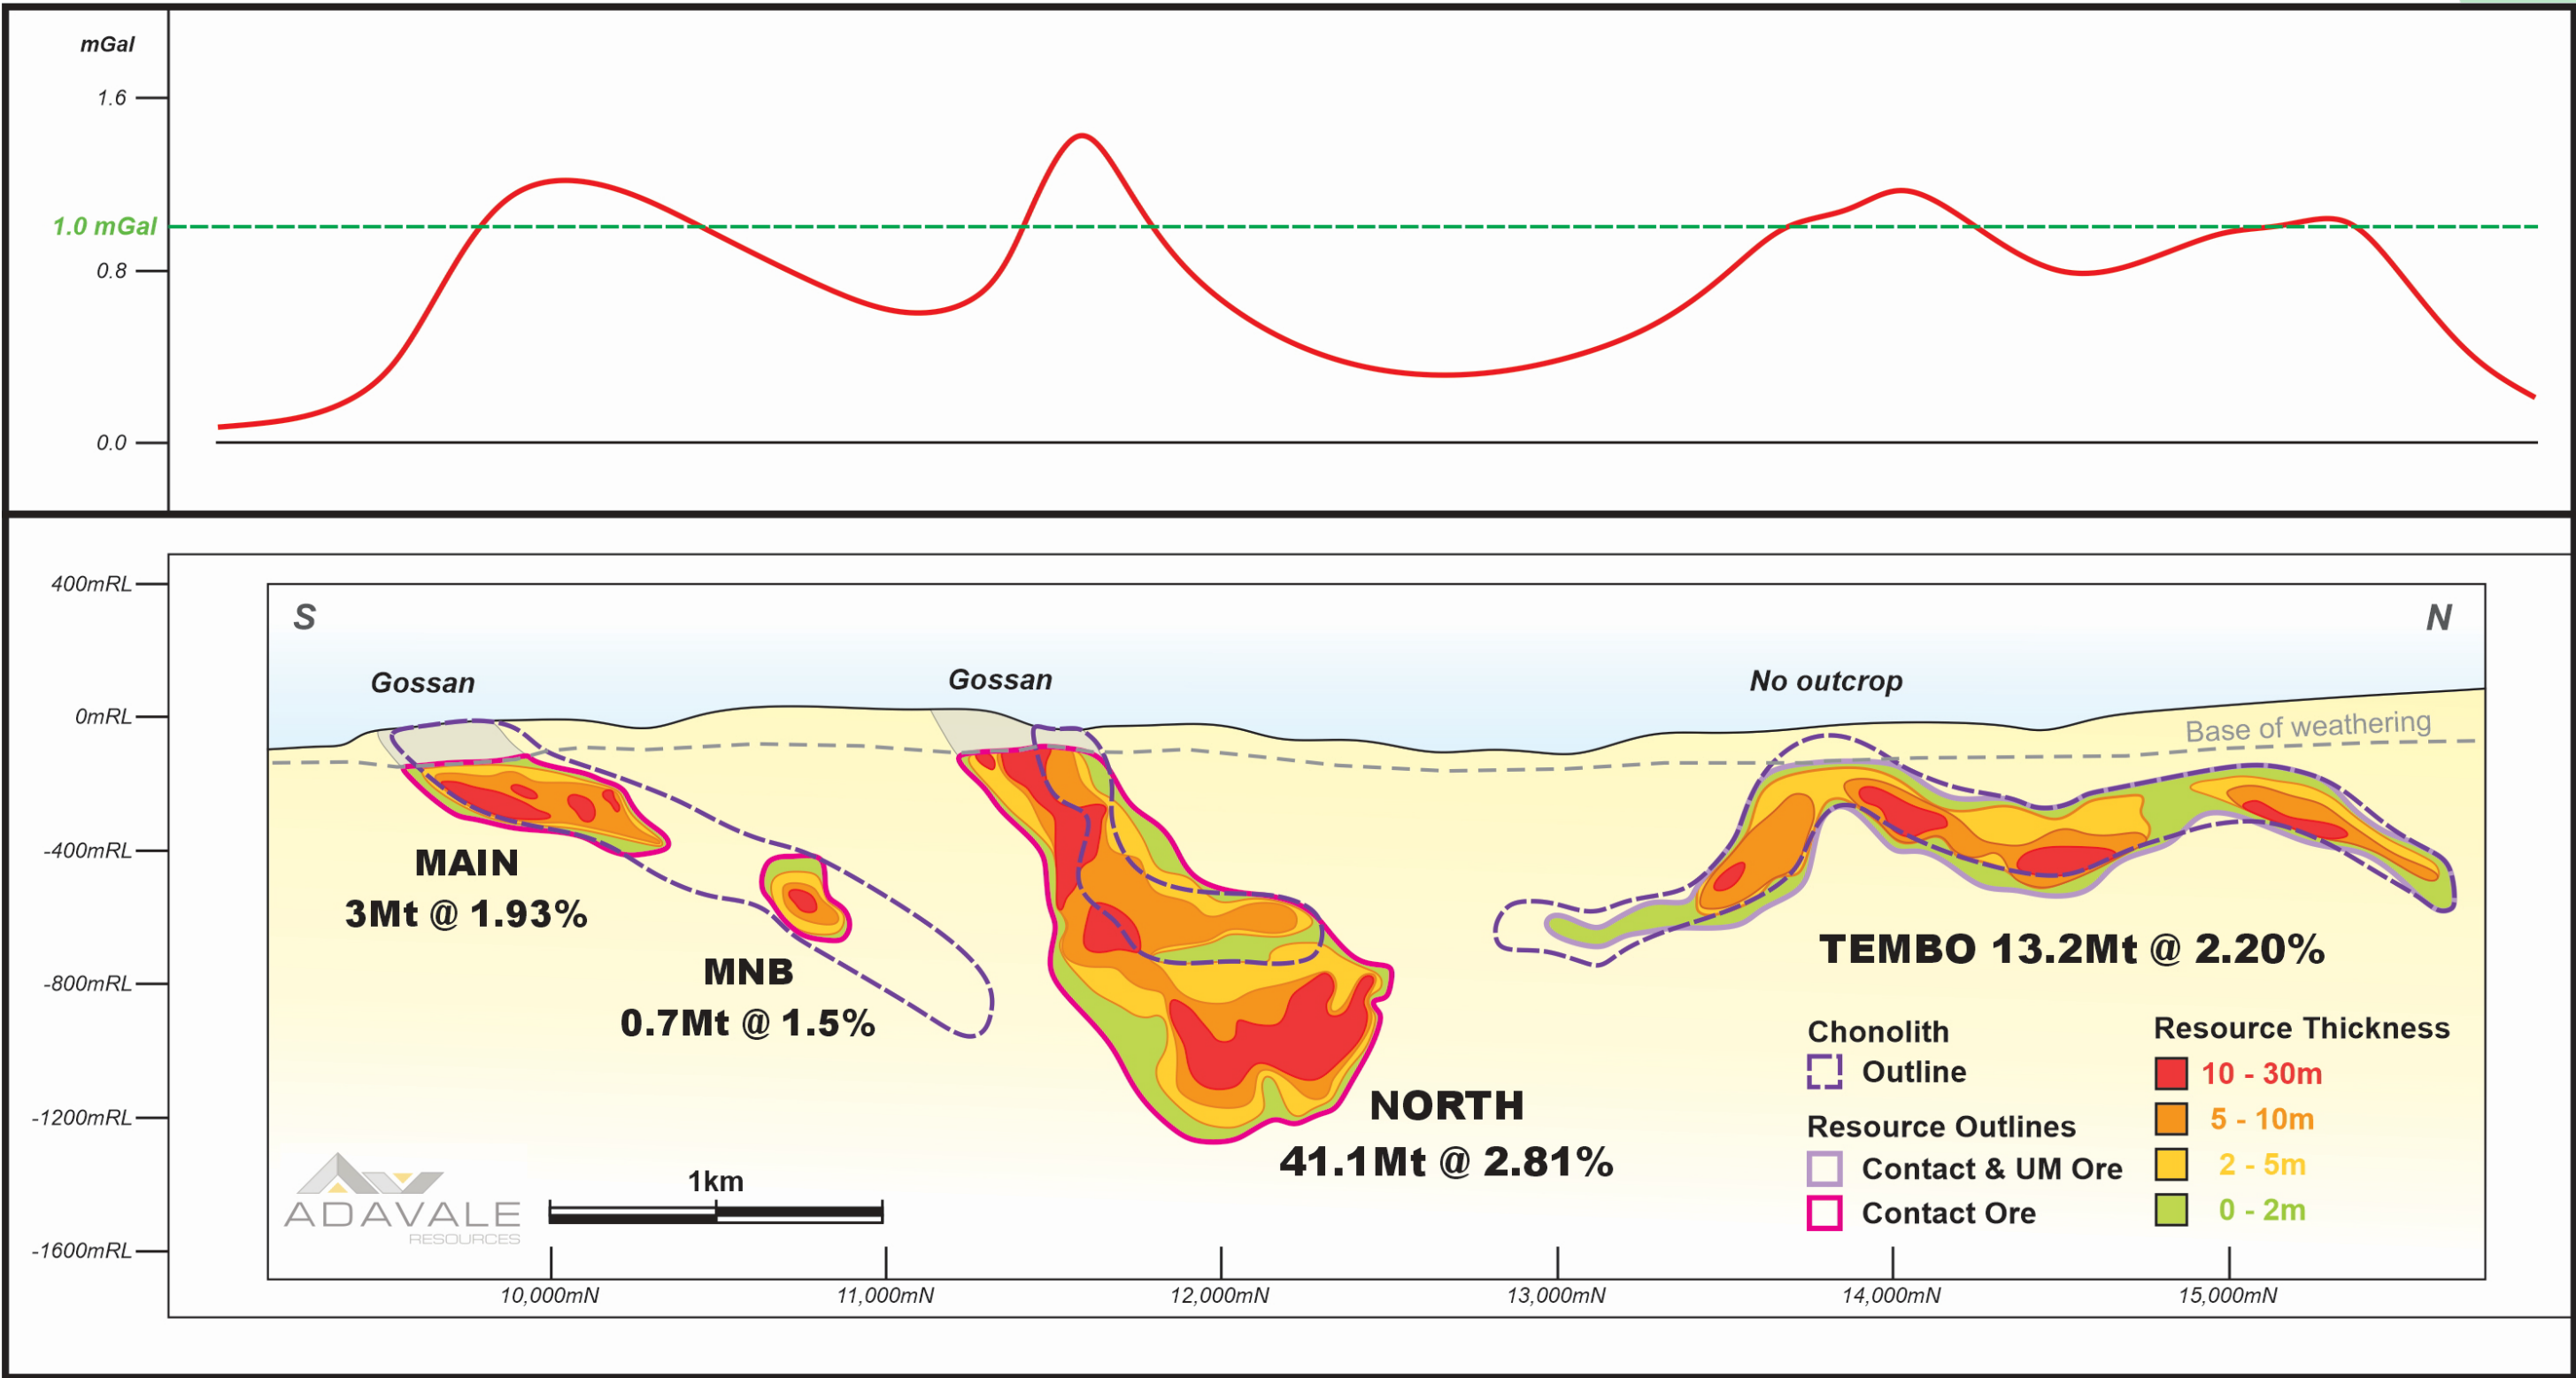 mGal
1.6
1.0 mGal
0.8
0.0
400mRL
0mRL
-400mRL
-800mRL
-1200mRL
-1600mRL
S
N
Gossan
Gossan
No outcrop
Base of weathering
MAIN
3Mt @ 1.93%
MNB
0.7Mt @ 1.5%
NORTH
41.1Mt @ 2.81%
TEMBO 13.2Mt @ 2.20%
Chonolith
Outline
Resource Outlines
Contact & UM Ore
Contact Ore
Resource Thickness
10 - 30m
5 - 10m
2 - 5m
0 - 2m
ADAVALE
RESOURCES
1km
10,000mN
11,000mN
12,000mN
13,000mN
14,000mN
15,000mN